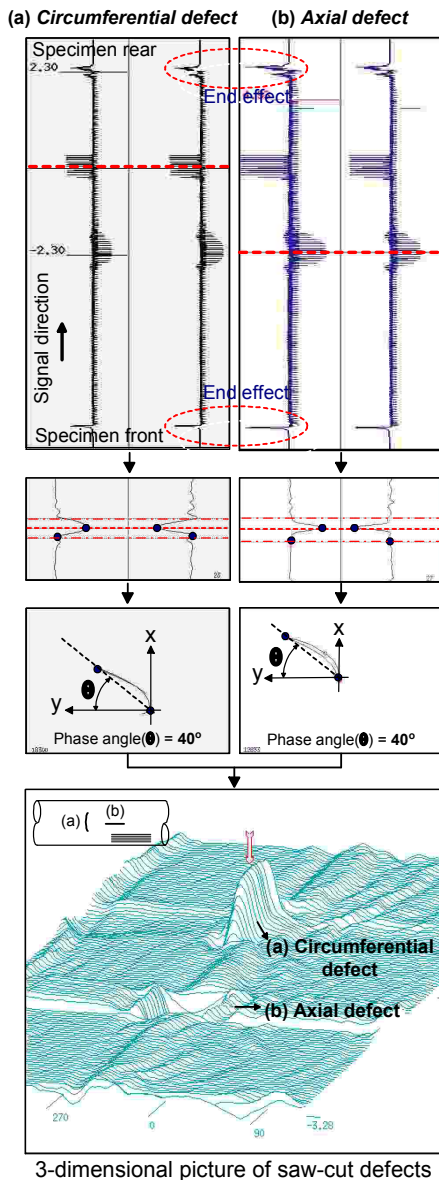 (a) Circumferential defect
(b) Axial defect
Specimen rear
2.30
End effect
-2.30
Signal direction
End effect
Specimen front
x
y
θ
Phase angle(θ) = 40º
x
y
θ
Phase angle(θ) = 40º
(a)
(b)
(a) Circumferential
defect
(b) Axial defect
270
0
90
-3.28
3-dimensional picture of saw-cut defects